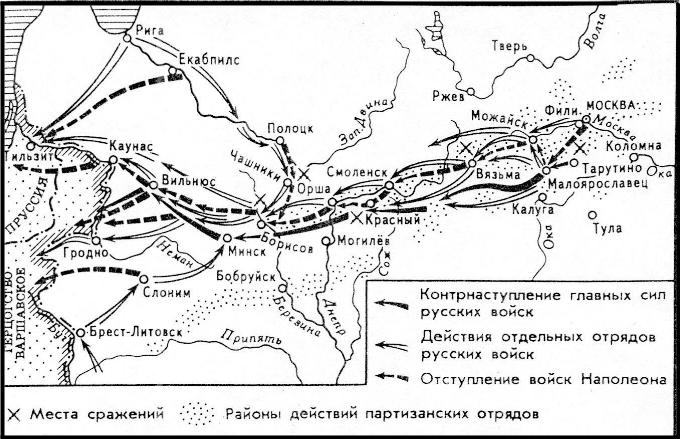 Рига
Екабпилс
Тверь
Волга
Ржев
Полоцк
Зап. Двина
Можайск
Фили
МОСКВА
Москва
Коломна
Ока
Тильзит
Каунас
Чашники
Смоленск
Вязьма
Тарутино
Малоярославец
Вильнюс
Орша
ПРУССИЯ
Красный
Калуга
Тула
Гродно
Неман
Минск
Борисов
Могилёв
Сож
Ока
Слоним
Бобруйск
Березина
Днепр
ГЕРЦОГСТВО
ВАРШАВСКОЕ
Буг
Брест-Литовск
Припять
Контрнаступление главных сил
русских войск
Действия отдельных отрядов
русских войск
Отступление войск Наполеона
Места сражений
Районы действий партизанских отрядов